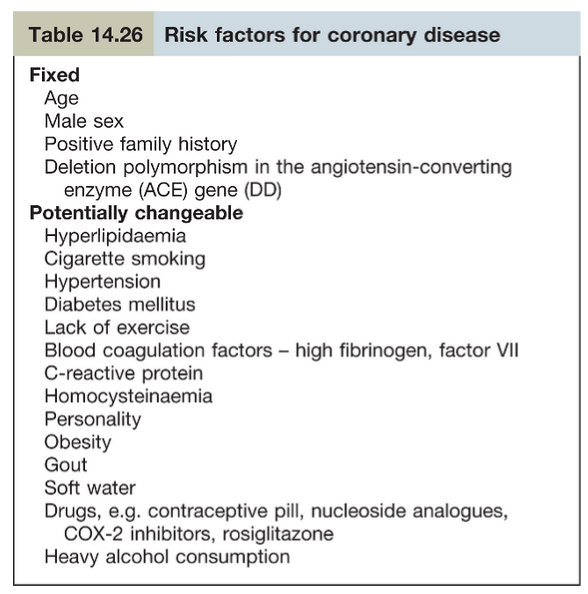 Table 14.26 Risk factors for coronary disease
Fixed
Age
Male sex
Positive family history
Deletion polymorphism in the angiotensin-converting
enzyme (ACE) gene (DD)
Potentially changeable
Hyperlipidaemia
Cigarette smoking
Hypertension
Diabetes mellitus
Lack of exercise
Blood coagulation factors – high fibrinogen, factor VII
C-reactive protein
Homocysteinaemia
Personality
Obesity
Gout
Soft water
Drugs, e.g. contraceptive pill, nucleoside analogues,
COX-2 inhibitors, rosiglitazone
Heavy alcohol consumption